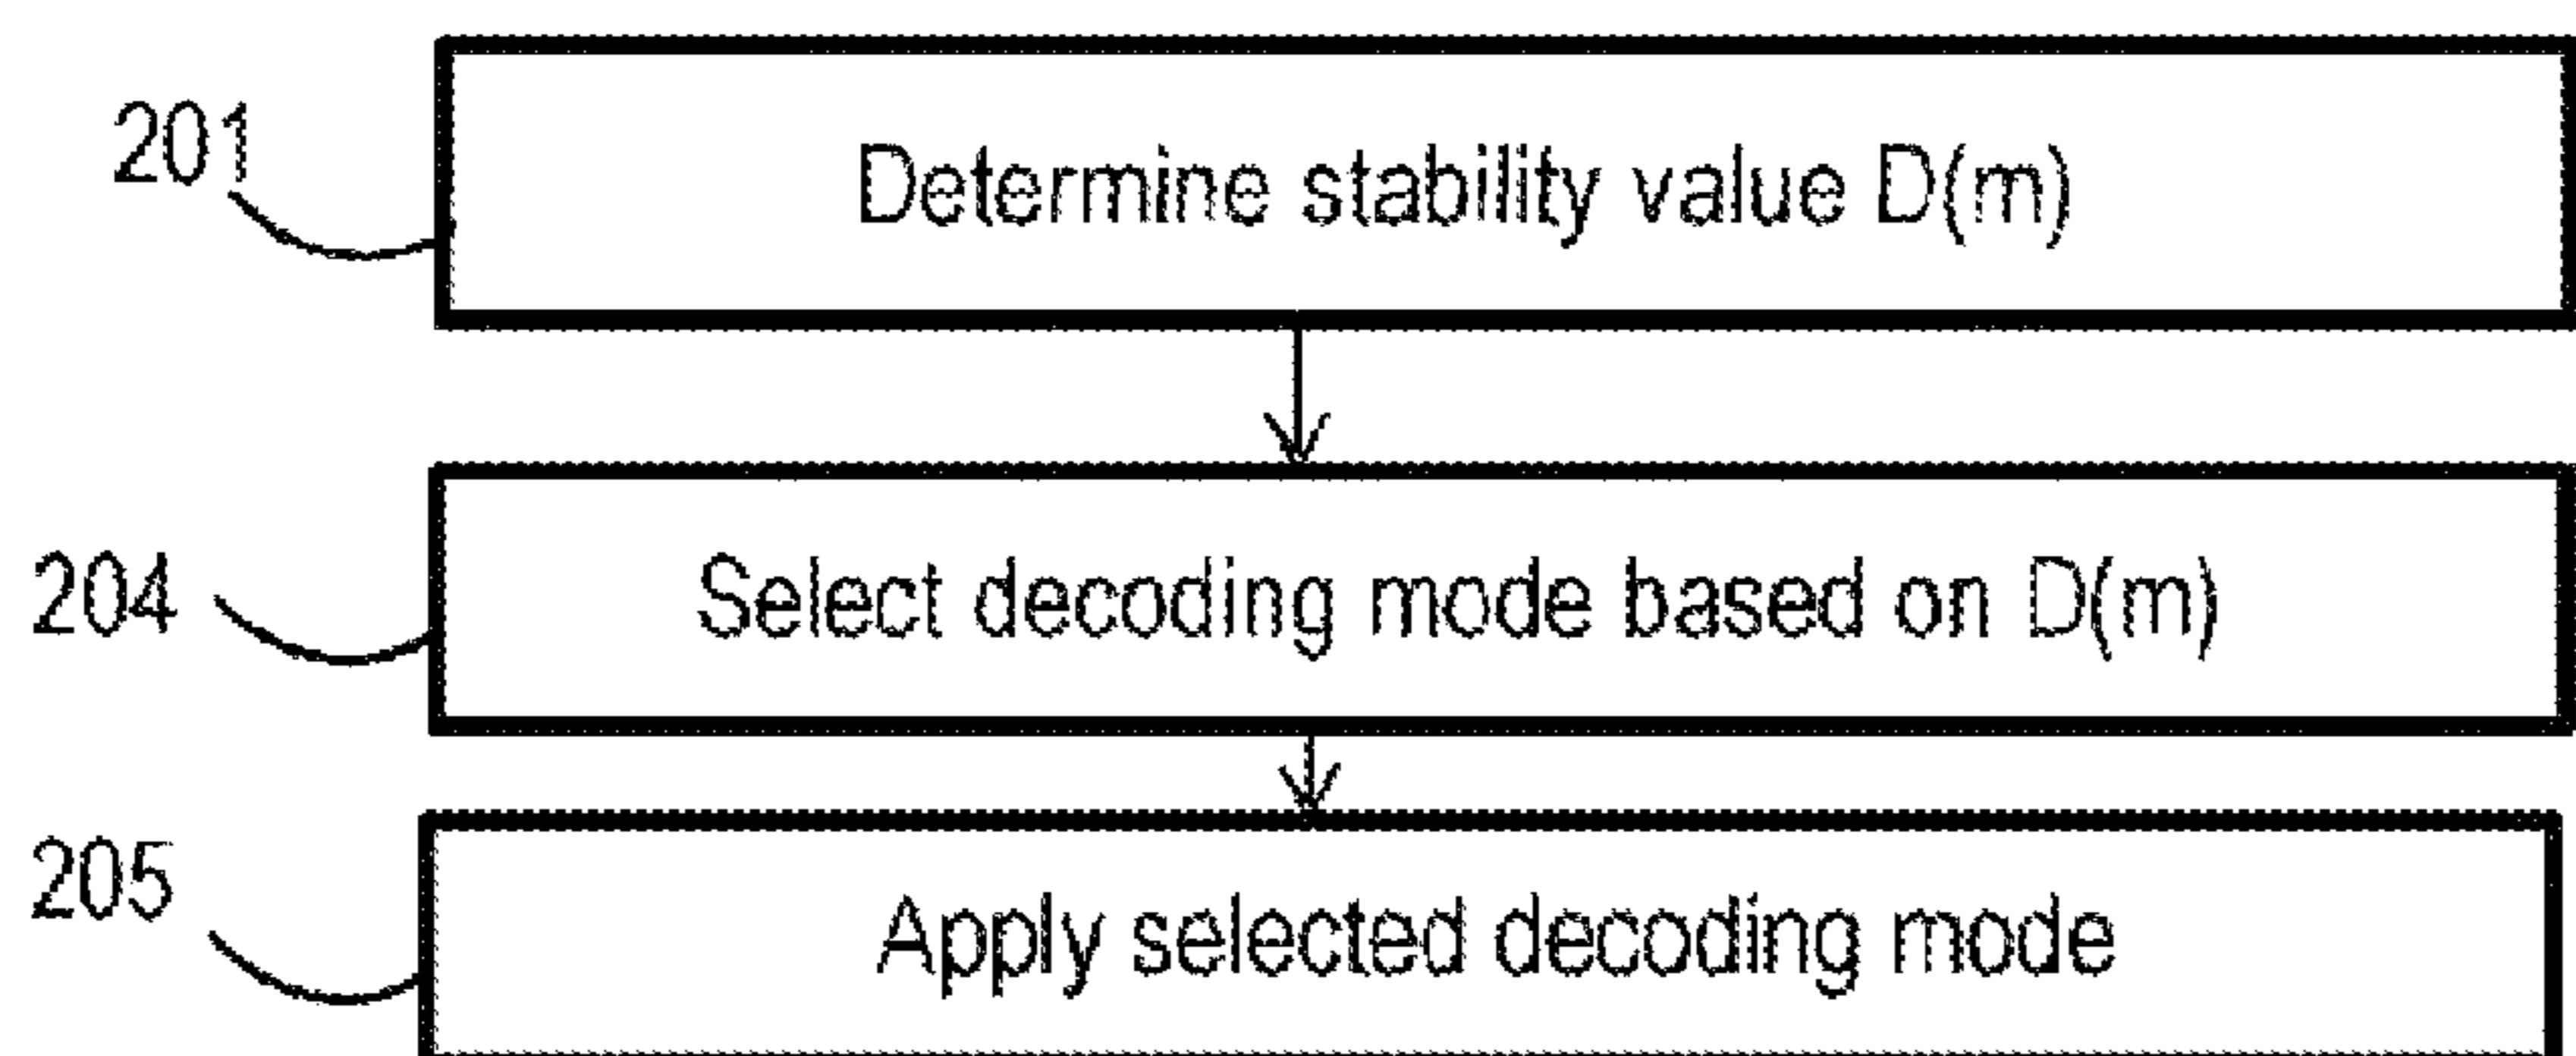 201
Determine stability value D(m)
204
Select decoding mode based on D(m)
205
Apply selected decoding mode